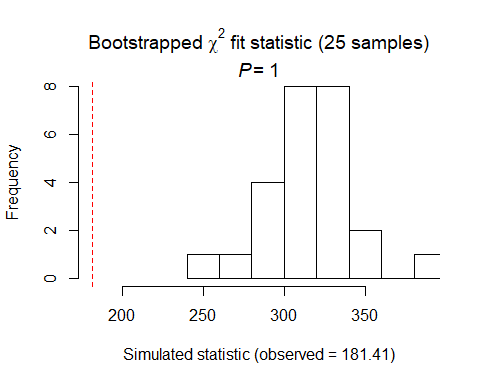 Bootstrapped χ² fit statistic (25 samples)
P = 1
Frequency
8
6
4
2
0
200 250 300 350
Simulated statistic (observed = 181.41)